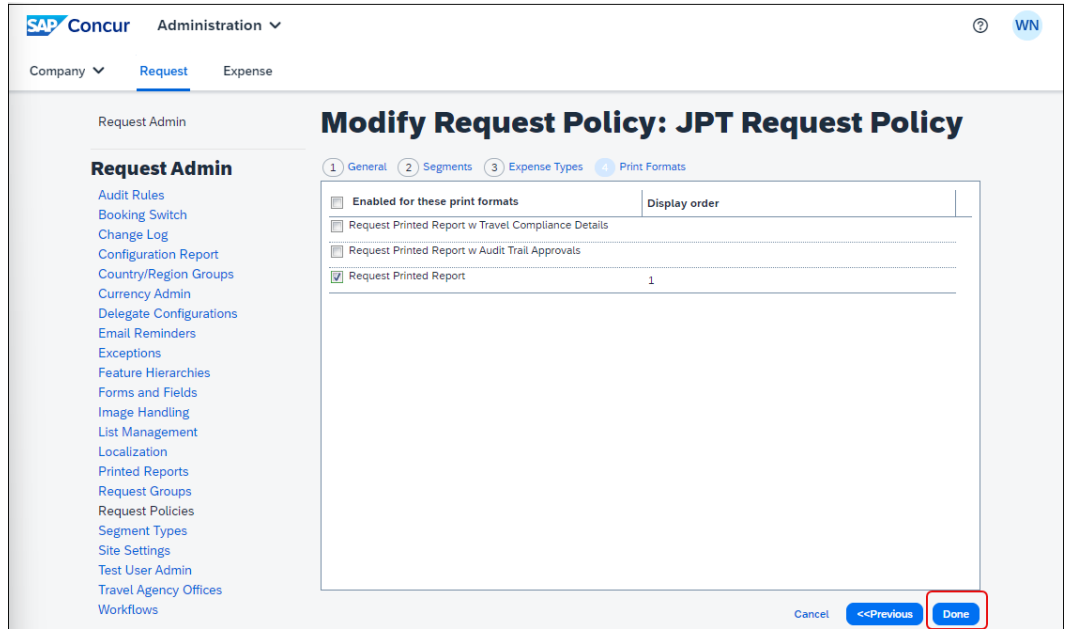 SAP Concur Administration WN
Company Request Expense
Request Admin
Modify Request Policy: JPT Request Policy
Request Admin
1 General 2 Segments 3 Expense Types 4 Print Formats
Audit Rules
Booking Switch
Change Log
Configuration Report
Country/Region Groups
Currency Admin
Delegate Configurations
Email Reminders
Exceptions
Feature Hierarchies
Forms and Fields
Image Handling
List Management
Localization
Printed Reports
Request Groups
Request Policies
Segment Types
Site Settings
Test User Admin
Travel Agency Offices
Workflows
Enabled for these print formats Display order
Request Printed Report w Travel Compliance Details
Request Printed Report w Audit Trail Approvals
Request Printed Report 1
Cancel <<Previous Done